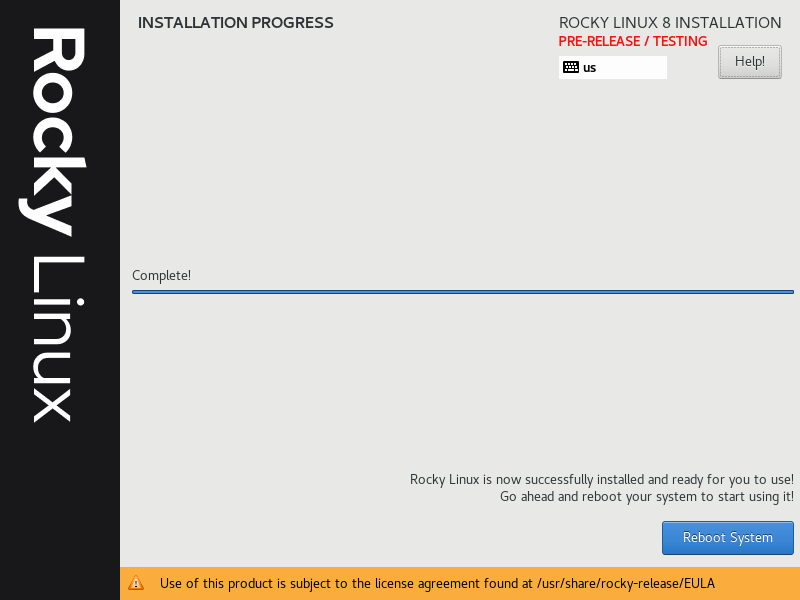 Rocky Linux
INSTALLATION PROGRESS
ROCKY LINUX 8 INSTALLATION
PRE-RELEASE / TESTING
us
Help!
Complete!
Rocky Linux is now successfully installed and ready for you to use!
Go ahead and reboot your system to start using it!
Reboot System
Use of this product is subject to the license agreement found at /usr/share/rocky-release/EULA